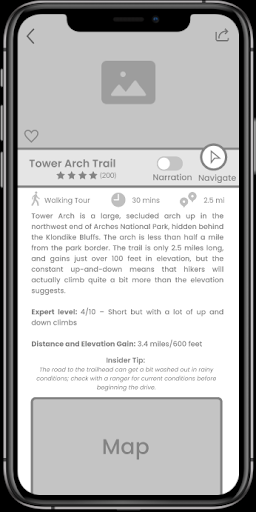 Tower Arch Trail
(200)
Narration
Navigate
Walking Tour
30 mins
2.5 mi
Tower Arch is a large, secluded arch up in the
northwest end of Arches National Park, hidden behind
the Klondike Bluffs. The arch is less than half a mile
from the park border. The trail is only 2.5 miles long,
and gains just over 100 feet in elevation, but the
constant up-and-down means that hikers will
actually climb quite a bit more than the elevation
suggests.
Expert level: 4/10 – Short but with a lot of up and
down climbs
Distance and Elevation Gain: 3.4 miles/600 feet
Insider Tip:
The road to the trailhead can get a bit washed out in rainy
conditions; check with a ranger for current conditions before
beginning the drive.
Map